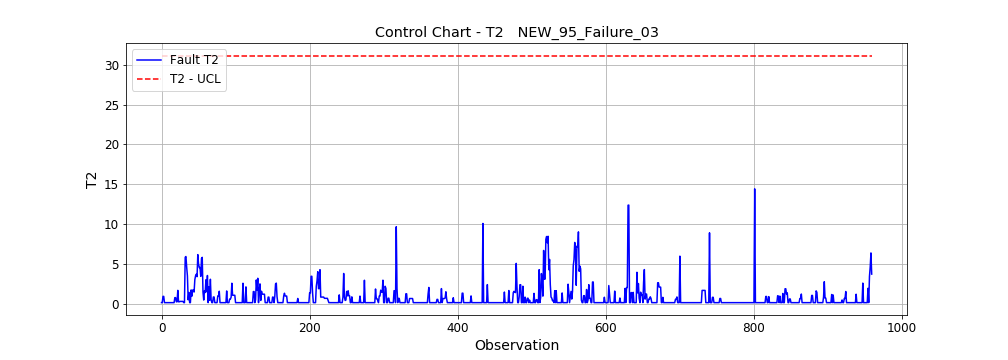 Control Chart - T2   NEW_95_Failure_03
Fault T2
T2 - UCL
30
25
20
15
10
5
0
T2
0 200 400 600 800 1000
Observation